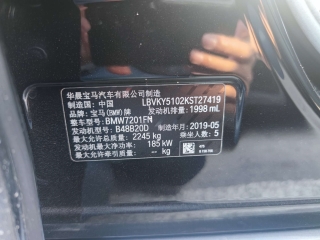 华晨宝马汽车有限公司制造
制造国：中国 LBVKY5102KST27419
品牌：宝马(BMW)牌 发动机排量：1998 mL
整车型号：BMW7201FM
发动机型号：B48B20D 制造年月：2019-05
最大允许总质量：2245 kg 乘坐人数：5
发动机最大净功率：185 kW
最大允许牵引质量：-- kg